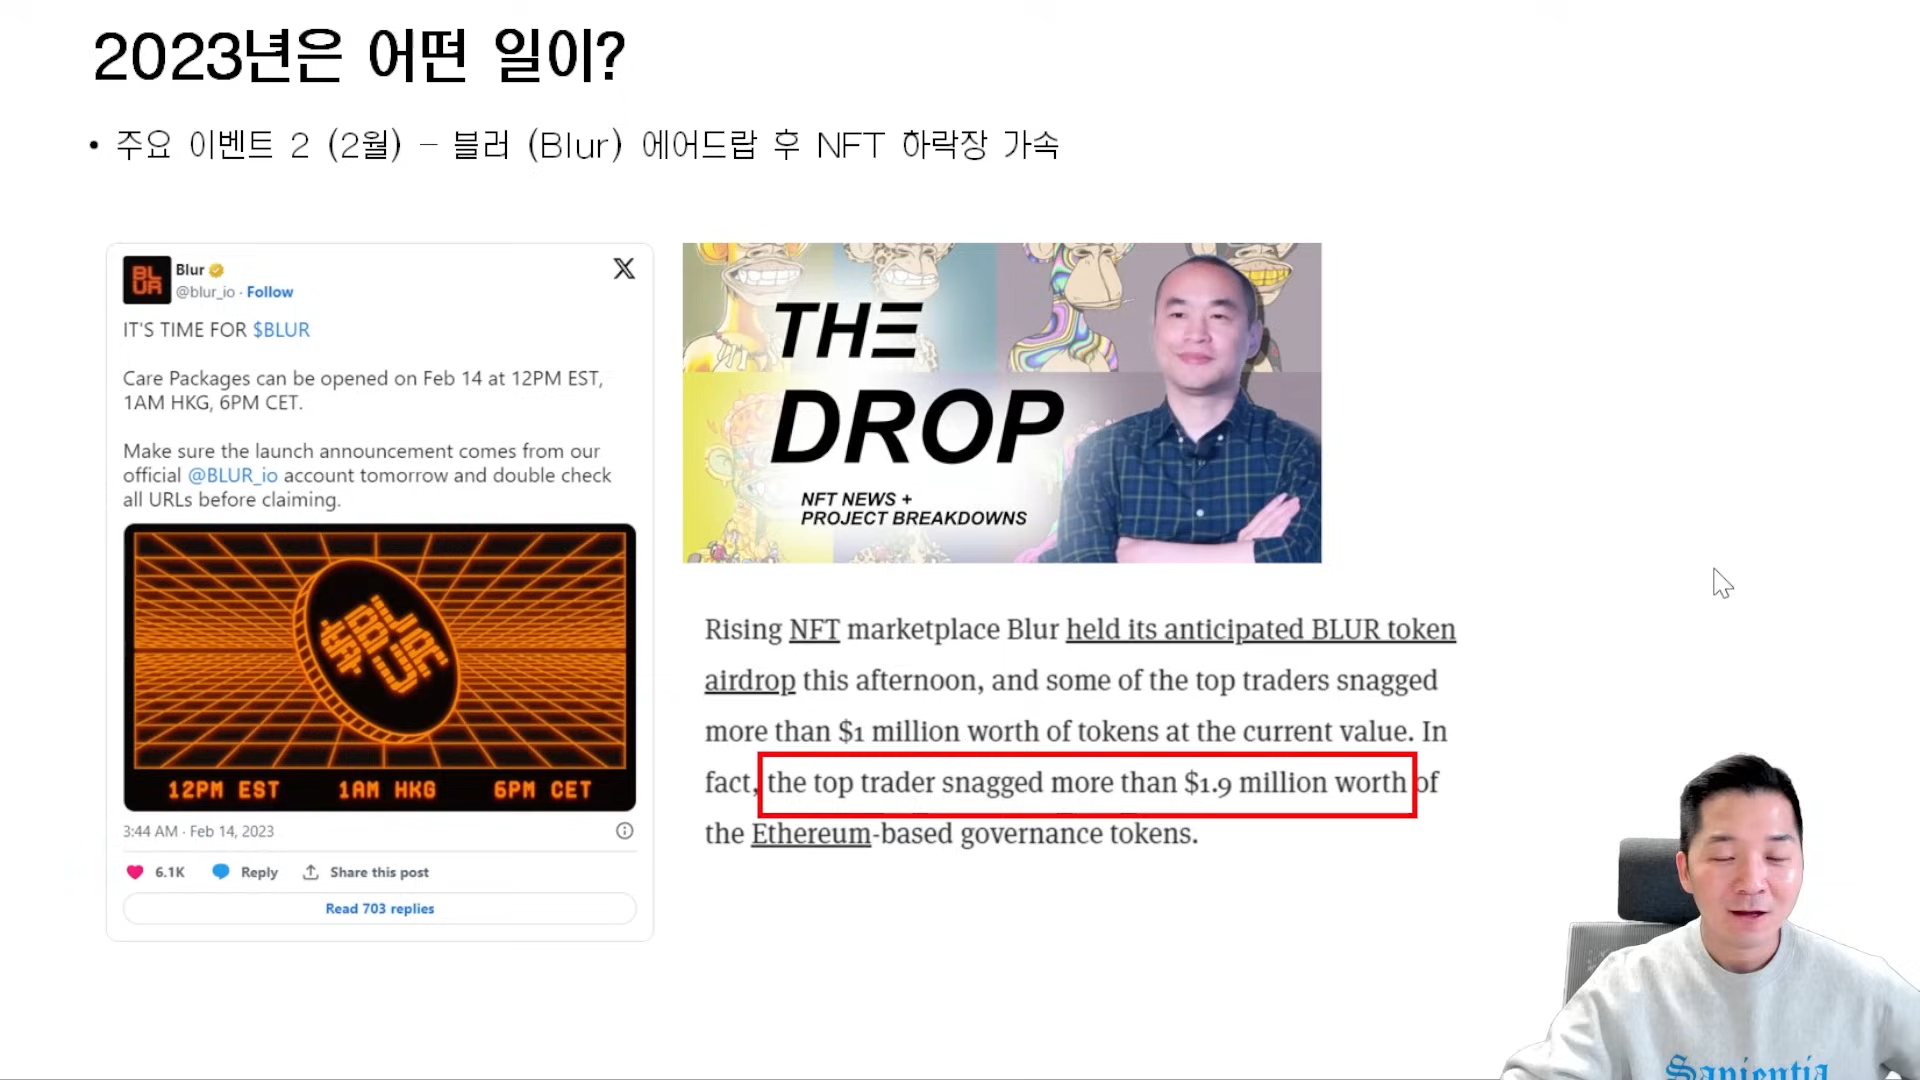 2023년은 어떤 일이?
• 주요 이벤트 2 (2월) - 블러 (Blur) 에어드랍 후 NFT 하락장 가속
BL
UR
Blur
@blur_io · Follow
IT'S TIME FOR $BLUR
Care Packages can be opened on Feb 14 at 12PM EST,
1AM HKG, 6PM CET.
Make sure the launch announcement comes from our
official @BLUR_io account tomorrow and double check
all URLs before claiming.
BLUR
12PM EST 1AM HKG 6PM CET
3:44 AM · Feb 14, 2023
6.1K Reply Share this post
Read 703 replies
THE
DROP
NFT NEWS +
PROJECT BREAKDOWNS
Rising NFT marketplace Blur held its anticipated BLUR token
airdrop this afternoon, and some of the top traders snagged
more than $1 million worth of tokens at the current value. In
fact, the top trader snagged more than $1.9 million worth of
the Ethereum-based governance tokens.
Sapientia